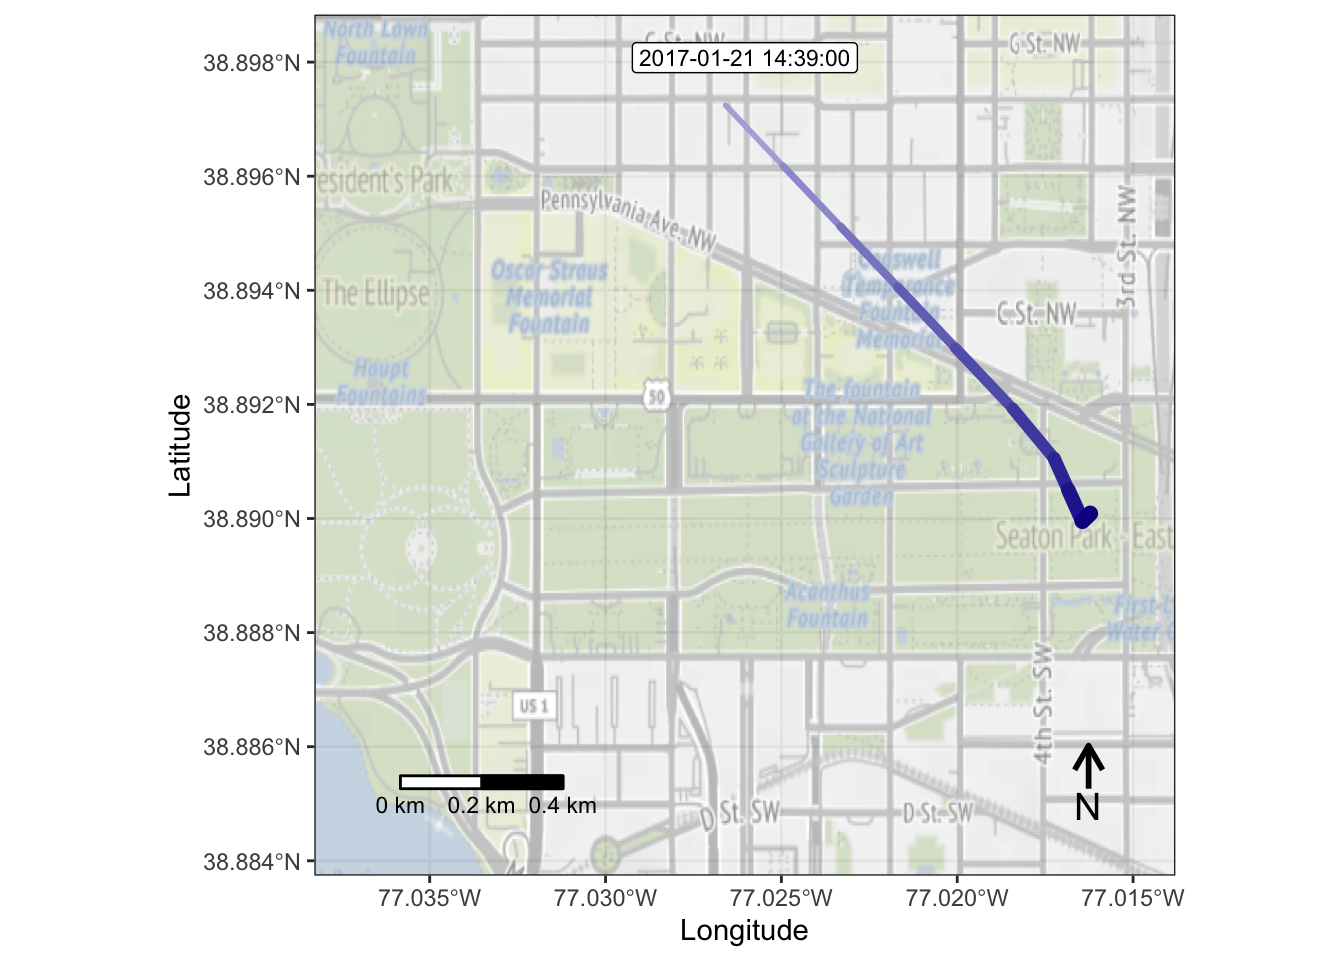 North Lawn
Fountain
G St. NW
2017-01-21 14:39:00
G St. NW
38.898°N
38.896°N
38.894°N
38.892°N
38.890°N
38.888°N
38.886°N
38.884°N
esident's Park
Pennsylvania Ave. NW
3rd St. NW
Oscar Straus
Memorial
Fountain
The Ellipse
Cogswell
Temperance
Fountain
Memorial
C St. NW
Haupt
Fountains
50
The fountain
at the National
Gallery of Art
Sculpture
Garden
Seaton Park - East
Acanthus
Fountain
First L
Water G
4th St. SW
US 1
0 km 0.2 km 0.4 km
D St. SW
D St. SW
N
77.035°W 77.030°W 77.025°W 77.020°W 77.015°W
Longitude
Latitude